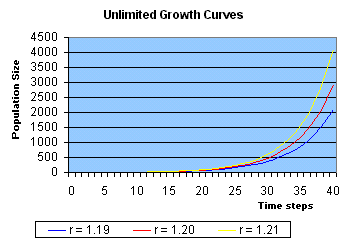 Unlimited Growth Curves
Population Size
4500
4000
3500
3000
2500
2000
1500
1000
500
0
0 5 10 15 20 25 30 35 40
Time steps
r = 1.19 r = 1.20 r = 1.21